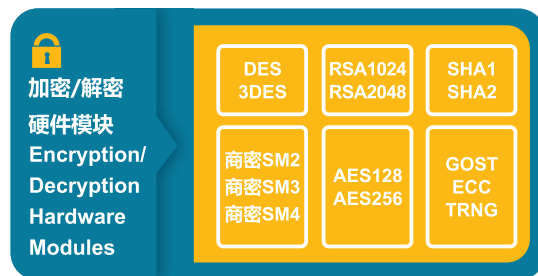 加密/解密
硬件模块
Encryption/
Decryption
Hardware
Modules
DES
3DES
RSA1024
RSA2048
SHA1
SHA2
商密SM2
商密SM3
商密SM4
AES128
AES256
GOST
ECC
TRNG